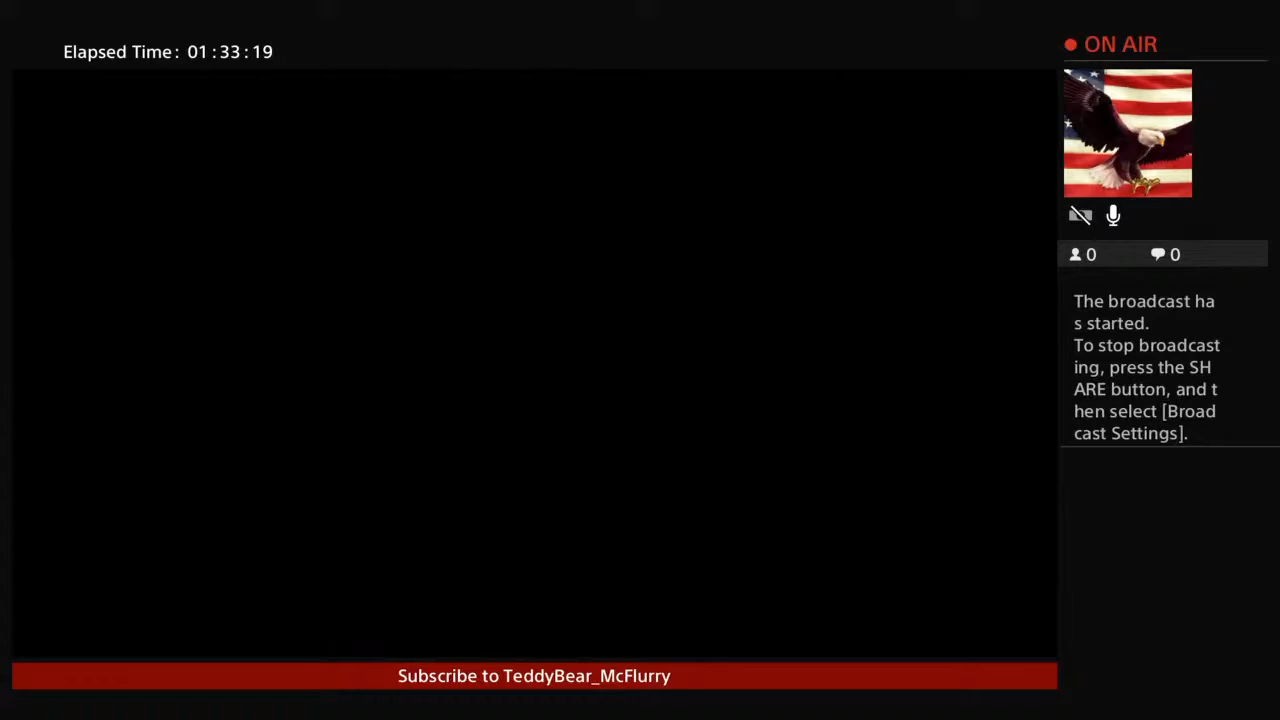 Elapsed Time: 01:33:19
ON AIR
0 0
The broadcast ha
s started.
To stop broadcast
ing, press the SH
ARE button, and t
hen select [Broad
cast Settings].
Subscribe to TeddyBear_McFlurry